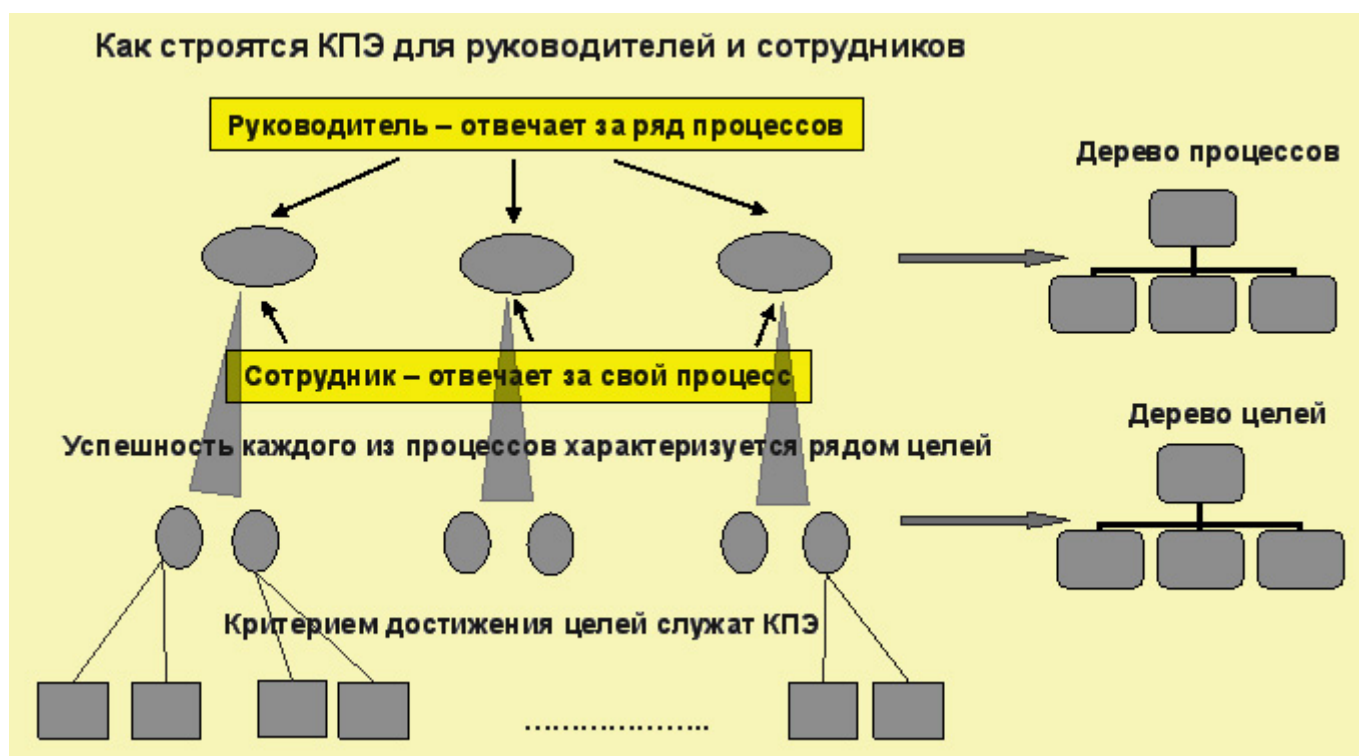 Как строятся КПЭ для руководителей и сотрудников
Руководитель – отвечает за ряд процессов
Дерево процессов
Сотрудник – отвечает за свой процесс
Дерево целей
Успешность каждого из процессов характеризуется рядом целей
Критерием достижения целей служат КПЭ
....................